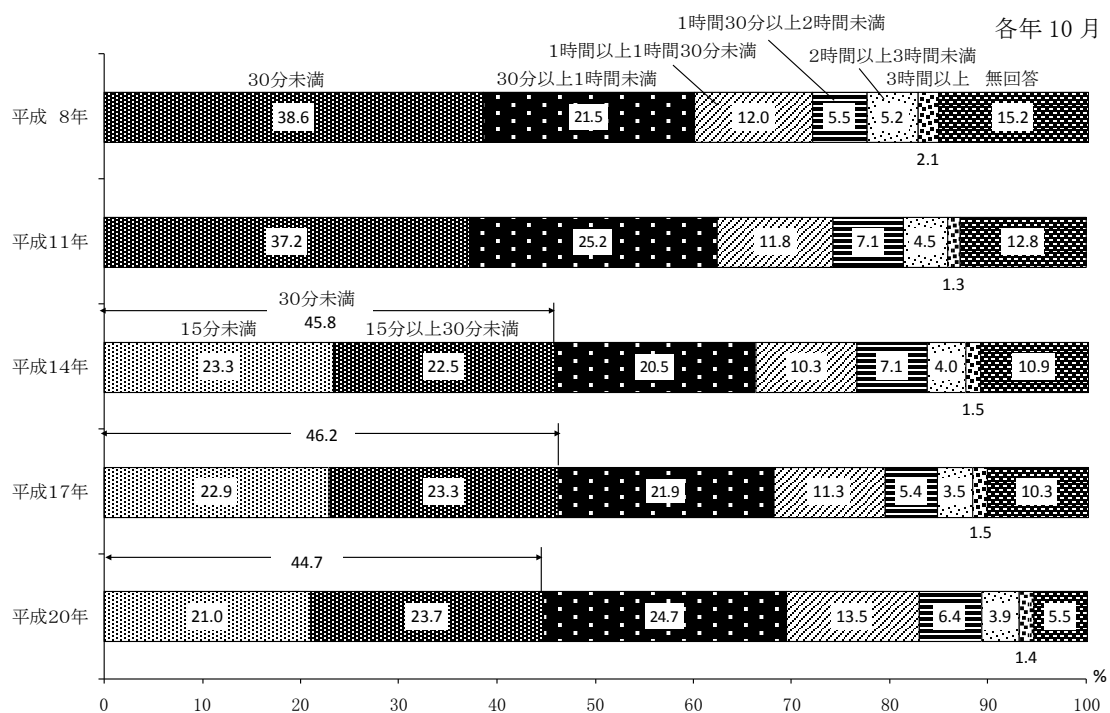 各年 10 月
1時間30分以上2時間未満
1時間以上1時間30分未満
2時間以上3時間未満
30分未満 30分以上1時間未満 3時間以上 無回答
平成 8年 38.6 21.5 12.0 5.5 5.2 15.2
2.1
平成11年 37.2 25.2 11.8 7.1 4.5 12.8
1.3
30分未満
45.8
15分未満 15分以上30分未満
平成14年 23.3 22.5 20.5 10.3 7.1 4.0 10.9
1.5
46.2
平成17年 22.9 23.3 21.9 11.3 5.4 3.5 10.3
1.5
44.7
平成20年 21.0 23.7 24.7 13.5 6.4 3.9 5.5
1.4
%
0 10 20 30 40 50 60 70 80 90 100